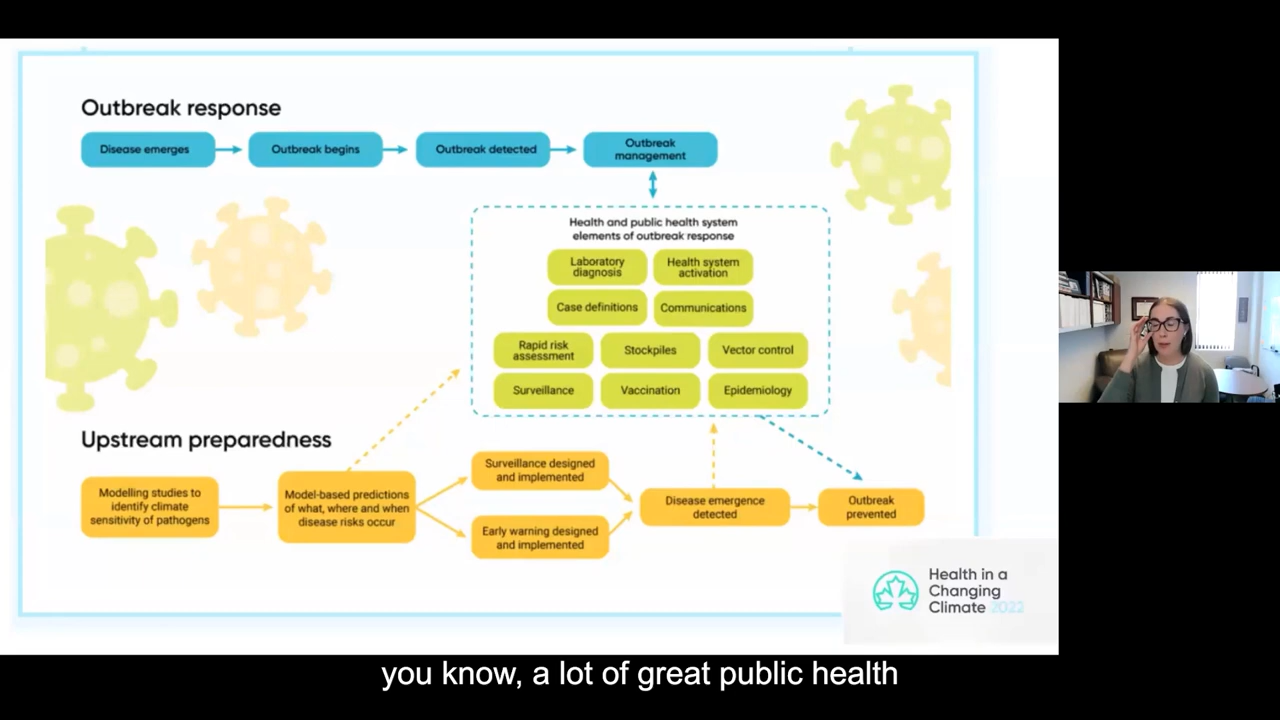 Outbreak response
Disease emerges
Outbreak begins
Outbreak detected
Outbreak
management
Health and public health system
elements of outbreak response
Laboratory
diagnosis
Health system
activation
Case definitions
Communications
Rapid risk
assessment
Stockpiles
Vector control
Surveillance
Vaccination
Epidemiology
Upstream preparedness
Modelling studies to
identify climate
sensitivity of pathogens
Model-based predictions
of what, where and when
disease risks occur
Surveillance designed
and implemented
Early warning designed
and implemented
Disease emergence
detected
Outbreak
prevented
Health in a
Changing
Climate 2022
you know, a lot of great public health